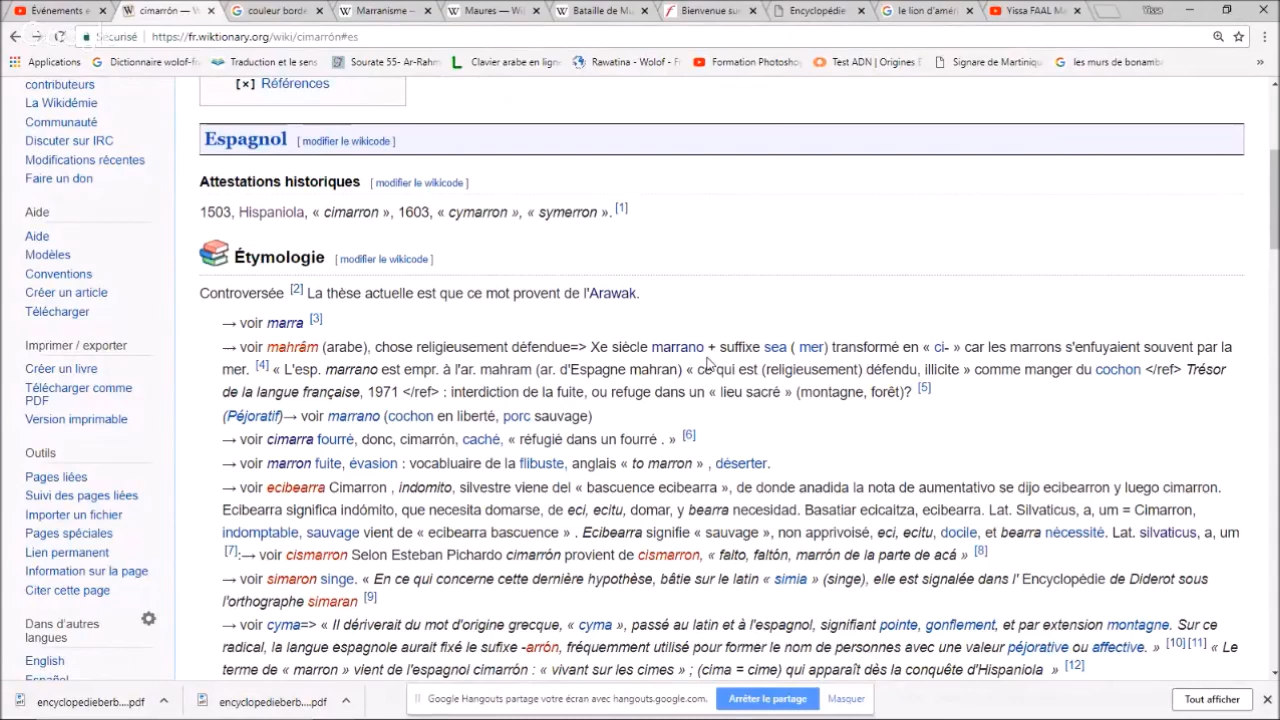 Événements e
cimarrón — W
couleur borde
Marranisme –
Maures — Wi
Bataille de Mu
Bienvenue su
Encyclopédie
le lion d'amér
Yissa FAAL Ma
Sécurisé https://fr.wiktionary.org/wiki/cimarrón#es
Applications Dictionnaire wolof-f Traduction et le sens Sourate 55- Ar-Rahm Clavier arabe en ligne Rawatina - Wolof - Fr Formation Photoshop Test ADN | Origines E Signare de Martiniqu les murs de bonamb »
contributeurs
La Wikidémie
Communauté
Discuter sur IRC
Modifications récentes
Faire un don
Aide
Aide
Modèles
Conventions
Créer un article
Télécharger
Imprimer / exporter
Créer un livre
Télécharger comme
PDF
Version imprimable
Outils
Pages liées
Suivi des pages liées
Importer un fichier
Pages spéciales
Lien permanent
Information sur la page
Citer cette page
Dans d'autres
langues
English
Español
[×] Références
Espagnol [ modifier le wikicode ]
Attestations historiques [ modifier le wikicode ]
1503, Hispaniola, « cimarron », 1603, « cymarron », « symerron ». [1]
Étymologie [ modifier le wikicode ]
Controversée [2] La thèse actuelle est que ce mot provent de l'Arawak.
→ voir marra [3]
→ voir mahrâm (arabe), chose religieusement défendue=> Xe siècle marrano + suffixe sea ( mer) transformé en « ci- » car les marrons s'enfuyaient souvent par la
mer. [4] « L'esp. marrano est empr. à l'ar. mahram (ar. d'Espagne mahran) « ce qui est (religieusement) défendu, illicite » comme manger du cochon </ref> Trésor
de la langue française, 1971 </ref> : interdiction de la fuite, ou refuge dans un « lieu sacré » (montagne, forêt)? [5]
(Péjoratif)→ voir marrano (cochon en liberté, porc sauvage)
→ voir cimarra fourré, donc, cimarrón, caché, « réfugié dans un fourré . » [6]
→ voir marron fuite, évasion : vocabluaire de la flibuste, anglais « to marron » , déserter.
→ voir ecibearra Cimarron , indomito, silvestre viene del « bascuence ecibearra », de donde anadida la nota de aumentativo se dijo ecibearron y luego cimarron.
Ecibearra significa indómito, que necesita domarse, de eci, ecitu, domar, y bearra necesidad. Basatiar ecicaitza, ecibearra. Lat. Silvaticus, a, um = Cimarron,
indomptable, sauvage vient de « ecibearra bascuence » . Ecibearra signifie « sauvage », non apprivoisé, eci, ecitu, docile, et bearra nécessité. Lat. silvaticus, a, um
[7]:→ voir cismarron Selon Esteban Pichardo cimarrón provient de cismarron, « falto, faltón, marrón de la parte de acá » [8]
→ voir simaron singe. « En ce qui concerne cette dernière hypothèse, bâtie sur le latin « simia » (singe), elle est signalée dans l' Encyclopédie de Diderot sous
l'orthographe simaran [9]
→ voir cyma=> « Il dériverait du mot d'origine grecque, « cyma », passé au latin et à l'espagnol, signifiant pointe, gonflement, et par extension montagne. Sur ce
radical, la langue espagnole aurait fixé le sufixe -arrón, fréquemment utilisé pour former le nom de personnes avec une valeur péjorative ou affective. » [10][11] « Le
terme de « marron » vient de l'espagnol cimarrón : « vivant sur les cimes » ; (cima = cime) qui apparaît dès la conquête d'Hispaniola » [12]
encyclopedieberb....pdf
encyclopedieberb....pdf
Google Hangouts partage votre écran avec hangouts.google.com.
Arrêter le partage
Masquer
Tout afficher